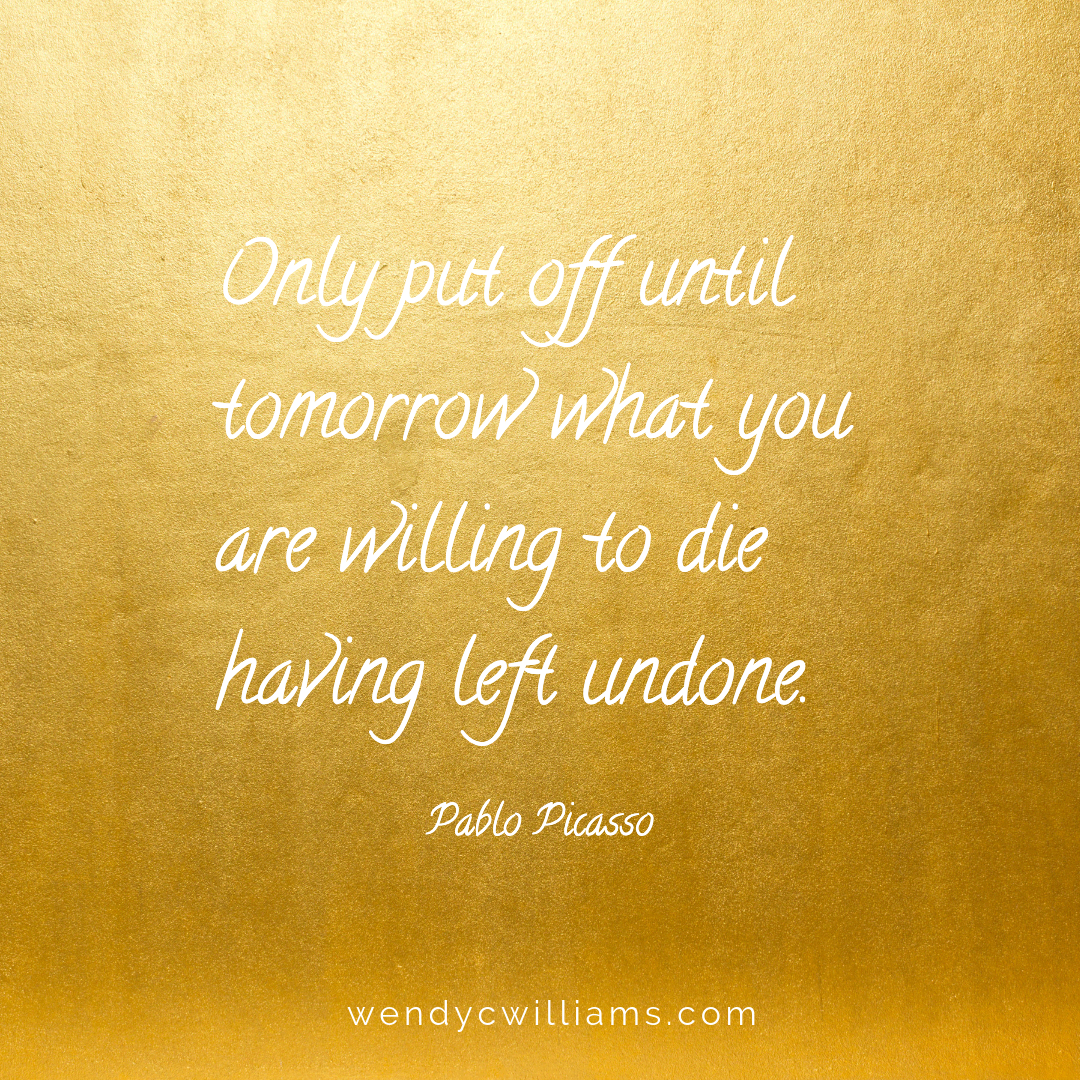 Only put off until
tomorrow what you
are willing to die
having left undone.
Pablo Picasso
wendycwilliams.com